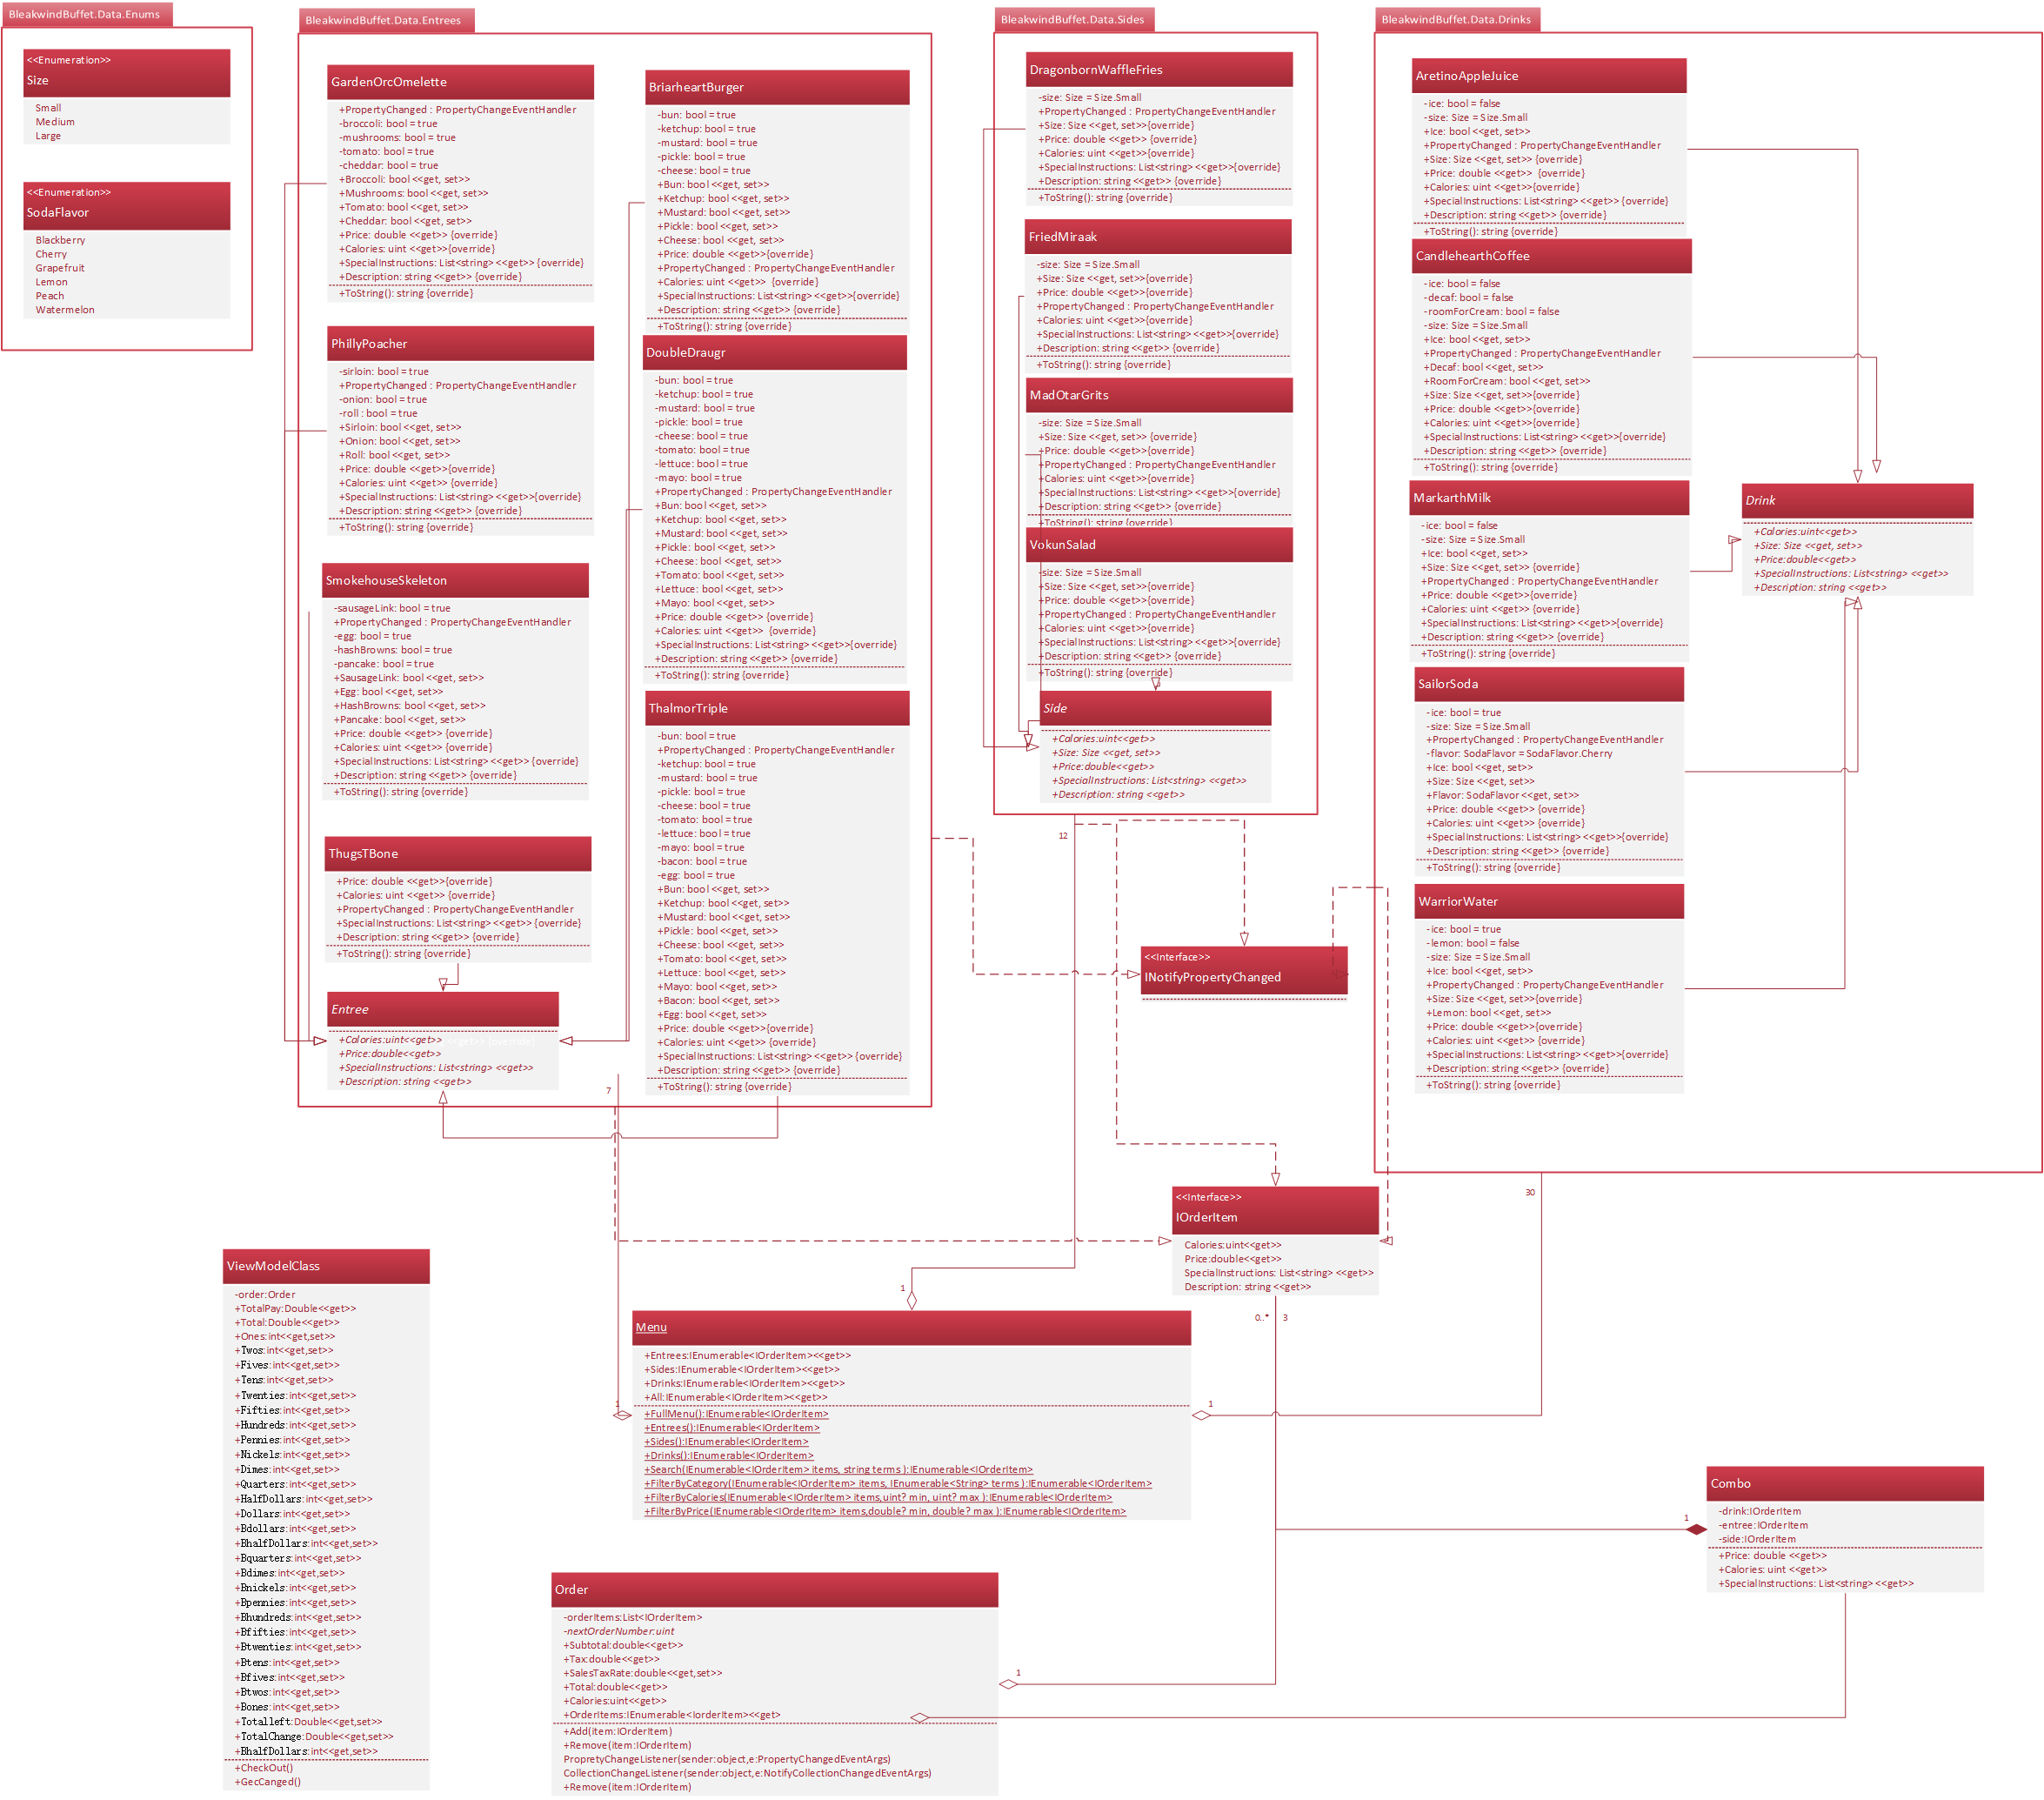 BleakwindBuffet.Data.Enums
<<Enumeration>>
Size
Small
Medium
Large
<<Enumeration>>
SodaFlavor
Blackberry
Cherry
Grapefruit
Lemon
Peach
Watermelon
BleakwindBuffet.Data.Entrees
GardenOrcOmelette
+PropertyChanged : PropertyChangeEventHandler
-broccoli: bool = true
-mushrooms: bool = true
-tomato: bool = true
-cheddar: bool = true
+Broccoli: bool <<get, set>>
+Mushrooms: bool <<get, set>>
+Tomato: bool <<get, set>>
+Cheddar: bool <<get, set>>
+Price: double <<get>> {override}
+Calories: uint <<get>>{override}
+SpecialInstructions: List<string> <<get>> {override}
+Description: string <<get>> {override}
+ToString(): string {override}
PhillyPoacher
-sirloin: bool = true
+PropertyChanged : PropertyChangeEventHandler
-onion: bool = true
-roll : bool = true
+Sirloin: bool <<get, set>>
+Onion: bool <<get, set>>
+Roll: bool <<get, set>>
+Price: double <<get>>{override}
+Calories: uint <<get>> {override}
+SpecialInstructions: List<string> <<get>>{override}
+Description: string <<get>> {override}
+ToString(): string {override}
SmokehouseSkeleton
-sausageLink: bool = true
+PropertyChanged : PropertyChangeEventHandler
-egg: bool = true
-hashBrowns: bool = true
-pancake: bool = true
+SausageLink: bool <<get, set>>
+Egg: bool <<get, set>>
+HashBrowns: bool <<get, set>>
+Pancake: bool <<get, set>>
+Price: double <<get>> {override}
+Calories: uint <<get>> {override}
+SpecialInstructions: List<string> <<get>> {override}
+Description: string <<get>> {override}
+ToString(): string {override}
ThugsTBone
+Price: double <<get>>{override}
+Calories: uint <<get>> {override}
+PropertyChanged : PropertyChangeEventHandler
+SpecialInstructions: List<string> <<get>> {override}
+Description: string <<get>> {override}
+ToString(): string {override}
Entree
+Calories:uint<<get>>
+Price:double<<get>>
+SpecialInstructions: List<string> <<get>>
+Description: string <<get>>
BriarheartBurger
-bun: bool = true
-ketchup: bool = true
-mustard: bool = true
-pickle: bool = true
-cheese: bool = true
+Bun: bool <<get, set>>
+Ketchup: bool <<get, set>>
+Mustard: bool <<get, set>>
+Pickle: bool <<get, set>>
+Cheese: bool <<get, set>>
+Price: double <<get>>{override}
+PropertyChanged : PropertyChangeEventHandler
+Calories: uint <<get>>  {override}
+SpecialInstructions: List<string> <<get>>{override}
+Description: string <<get>> {override}
+ToString(): string {override}
DoubleDraugr
-bun: bool = true
-ketchup: bool = true
-mustard: bool = true
-pickle: bool = true
-cheese: bool = true
-tomato: bool = true
-lettuce: bool = true
-mayo: bool = true
+PropertyChanged : PropertyChangeEventHandler
+Bun: bool <<get, set>>
+Ketchup: bool <<get, set>>
+Mustard: bool <<get, set>>
+Pickle: bool <<get, set>>
+Cheese: bool <<get, set>>
+Tomato: bool <<get, set>>
+Lettuce: bool <<get, set>>
+Mayo: bool <<get, set>>
+Price: double <<get>> {override}
+Calories: uint <<get>>  {override}
+SpecialInstructions: List<string> <<get>>{override}
+Description: string <<get>> {override}
+ToString(): string {override}
ThalmorTriple
-bun: bool = true
+PropertyChanged : PropertyChangeEventHandler
-ketchup: bool = true
-mustard: bool = true
-pickle: bool = true
-cheese: bool = true
-tomato: bool = true
-lettuce: bool = true
-mayo: bool = true
-bacon: bool = true
-egg: bool = true
+Bun: bool <<get, set>>
+Ketchup: bool <<get, set>>
+Mustard: bool <<get, set>>
+Pickle: bool <<get, set>>
+Cheese: bool <<get, set>>
+Tomato: bool <<get, set>>
+Lettuce: bool <<get, set>>
+Mayo: bool <<get, set>>
+Bacon: bool <<get, set>>
+Egg: bool <<get, set>>
+Price: double <<get>>{override}
+Calories: uint <<get>> {override}
+SpecialInstructions: List<string> <<get>> {override}
+Description: string <<get>> {override}
+ToString(): string {override}
BleakwindBuffet.Data.Sides
DragonbornWaffleFries
-size: Size = Size.Small
+PropertyChanged : PropertyChangeEventHandler
+Size: Size <<get, set>>{override}
+Price: double <<get>> {override}
+Calories: uint <<get>>{override}
+SpecialInstructions: List<string> <<get>>{override}
+Description: string <<get>> {override}
+ToString(): string {override}
FriedMiraak
-size: Size = Size.Small
+Size: Size <<get, set>>{override}
+Price: double <<get>>{override}
+PropertyChanged : PropertyChangeEventHandler
+Calories: uint <<get>>{override}
+SpecialInstructions: List<string> <<get>>{override}
+Description: string <<get>> {override}
+ToString(): string {override}
MadOtarGrits
-size: Size = Size.Small
+Size: Size <<get, set>> {override}
+Price: double <<get>>{override}
+PropertyChanged : PropertyChangeEventHandler
+Calories: uint <<get>>{override}
+SpecialInstructions: List<string> <<get>>{override}
+Description: string <<get>> {override}
+ToString(): string {override}
VokunSalad
-size: Size = Size.Small
+Size: Size <<get, set>>{override}
+Price: double <<get>>{override}
+PropertyChanged : PropertyChangeEventHandler
+Calories: uint <<get>>{override}
+SpecialInstructions: List<string> <<get>>{override}
+Description: string <<get>> {override}
+ToString(): string {override}
Side
+Calories:uint<<get>>
+Size: Size <<get, set>>
+Price:double<<get>>
+SpecialInstructions: List<string> <<get>>
+Description: string <<get>>
BleakwindBuffet.Data.Drinks
AretinoAppleJuice
-ice: bool = false
-size: Size = Size.Small
+Ice: bool <<get, set>>
+PropertyChanged : PropertyChangeEventHandler
+Size: Size <<get, set>> {override}
+Price: double <<get>>  {override}
+Calories: uint <<get>> {override}
+SpecialInstructions: List<string> <<get>> {override}
+Description: string <<get>> {override}
+ToString(): string {override}
CandlehearthCoffee
-ice: bool = false
-decaf: bool = false
-roomForCream: bool = false
-size: Size = Size.Small
+Ice: bool <<get, set>>
+PropertyChanged : PropertyChangeEventHandler
+Decaf: bool <<get, set>>
+RoomForCream: bool <<get, set>>
+Size: Size <<get, set>>{override}
+Price: double <<get>>{override}
+Calories: uint <<get>>{override}
+SpecialInstructions: List<string> <<get>>{override}
+Description: string <<get>> {override}
+ToString(): string {override}
MarkarthMilk
-ice: bool = false
-size: Size = Size.Small
+Ice: bool <<get, set>>
+Size: Size <<get, set>> {override}
+PropertyChanged : PropertyChangeEventHandler
+Price: double <<get>>{override}
+Calories: uint <<get>> {override}
+SpecialInstructions: List<string> <<get>>{override}
+Description: string <<get>> {override}
+ToString(): string {override}
SailorSoda
-ice: bool = true
-size: Size = Size.Small
+PropertyChanged : PropertyChangeEventHandler
-flavor: SodaFlavor = SodaFlavor.Cherry
+Ice: bool <<get, set>>
+Size: Size <<get, set>>
+Flavor: SodaFlavor <<get, set>>
+Price: double <<get>> {override}
+Calories: uint <<get>> {override}
+SpecialInstructions: List<string> <<get>>{override}
+Description: string <<get>> {override}
+ToString(): string {override}
WarriorWater
-ice: bool = true
-lemon: bool = false
-size: Size = Size.Small
+Ice: bool <<get, set>>
+PropertyChanged : PropertyChangeEventHandler
+Size: Size <<get, set>>{override}
+Lemon: bool <<get, set>>
+Price: double <<get>>{override}
+Calories: uint <<get>> {override}
+SpecialInstructions: List<string> <<get>>{override}
+Description: string <<get>> {override}
+ToString(): string {override}
Drink
+Calories:uint<<get>>
+Size: Size <<get, set>>
+Price:double<<get>>
+SpecialInstructions: List<string> <<get>>
+Description: string <<get>>
12
7
30
<<Interface>>
INotifyPropertyChanged
<<Interface>>
IOrderItem
Calories:uint<<get>>
Price:double<<get>>
SpecialInstructions: List<string> <<get>>
Description: string <<get>>
0..*
3
1
1
1
Menu
+Entrees:IEnumerable<IOrderItem><<get>>
+Sides:IEnumerable<IOrderItem><<get>>
+Drinks:IEnumerable<IOrderItem><<get>>
+All:IEnumerable<IOrderItem><<get>>
+FullMenu():IEnumerable<IOrderItem>
+Entrees():IEnumerable<IOrderItem>
+Sides():IEnumerable<IOrderItem>
+Drinks():IEnumerable<IOrderItem>
+Search(IEnumerable<IOrderItem> items, string terms ):IEnumerable<IOrderItem>
+FilterByCategory(IEnumerable<IOrderItem> items, IEnumerable<String> terms ):IEnumerable<IOrderItem>
+FilterByCalories(IEnumerable<IOrderItem> items,uint? min, uint? max ):IEnumerable<IOrderItem>
+FilterByPrice(IEnumerable<IOrderItem> items,double? min, double? max ):IEnumerable<IOrderItem>
ViewModelClass
-order:Order
+TotalPay:Double<<get>>
+Total:Double<<get>>
+Ones:int<<get,set>>
+Twos:int<<get,set>>
+Fives:int<<get,set>>
+Tens:int<<get,set>>
+Twenties:int<<get,set>>
+Fifties:int<<get,set>>
+Hundreds:int<<get,set>>
+Pennies:int<<get,set>>
+Nickels:int<<get,set>>
+Dimes:int<<get,set>>
+Quarters:int<<get,set>>
+HalfDollars:int<<get,set>>
+Dollars:int<<get,set>>
+Bdollars:int<<get,set>>
+BhalfDollars:int<<get,set>>
+Bquarters:int<<get,set>>
+Bdimes:int<<get,set>>
+Bnickels:int<<get,set>>
+Bpennies:int<<get,set>>
+Bhundreds:int<<get,set>>
+Bfifties:int<<get,set>>
+Btwenties:int<<get,set>>
+Btens:int<<get,set>>
+Bfives:int<<get,set>>
+Btwos:int<<get,set>>
+Bones:int<<get,set>>
+Totalleft:Double<<get,set>>
+TotalChange:Double<<get,set>>
+BhalfDollars:int<<get,set>>
+CheckOut()
+GecCanged()
Order
-orderItems:List<IOrderItem>
-nextOrderNumber:uint
+Subtotal:double<<get>>
+Tax:double<<get>>
+SalesTaxRate:double<<get,set>>
+Total:double<<get>>
+Calories:uint<<get>>
+OrderItems:IEnumerable<IorderItem><<get>
+Add(item:IOrderItem)
+Remove(item:IOrderItem)
PropretyChangeListener(sender:object,e:PropertyChangedEventArgs)
CollectionChangeListener(sender:object,e:NotifyCollectionChangedEventArgs)
+Remove(item:IOrderItem)
1
1
Combo
-drink:IOrderItem
-entree:IOrderItem
-side:IOrderItem
+Price: double <<get>>
+Calories: uint <<get>>
+SpecialInstructions: List<string> <<get>>